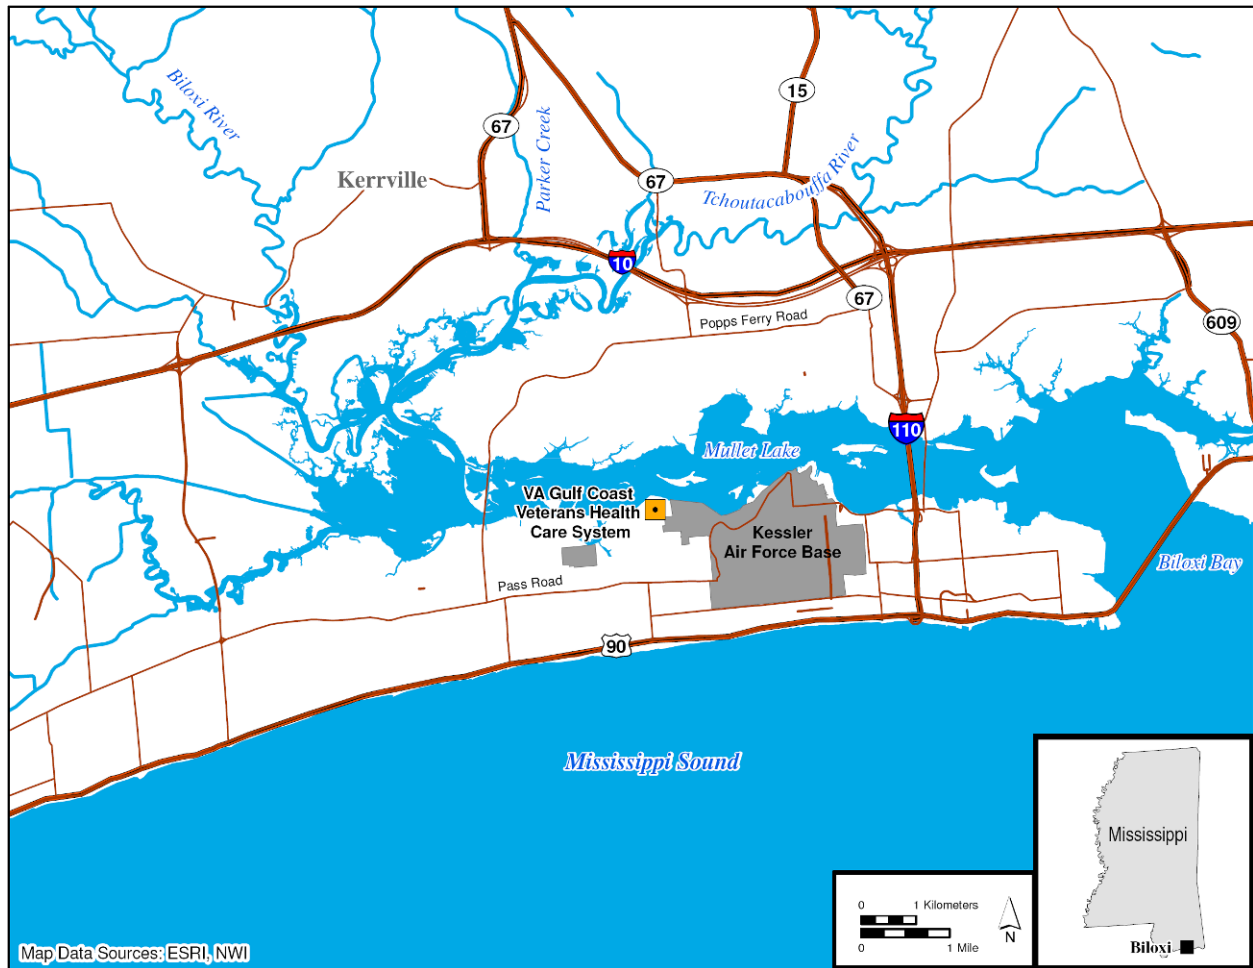 Biloxi River
67
Parker Creek
15
Kerrville
67
Tchoutacabouffa
River
10
67
Popps Ferry Road
609
110
Mullet Lake
VA Gulf Coast
Veterans Health
Care System
Kessler
Air Force Base
Biloxi Bay
Pass Road
90
Mississippi Sound
Mississippi
Biloxi
0 1 Kilometers
0 1 Mile
N
Map Data Sources: ESRI, NWI